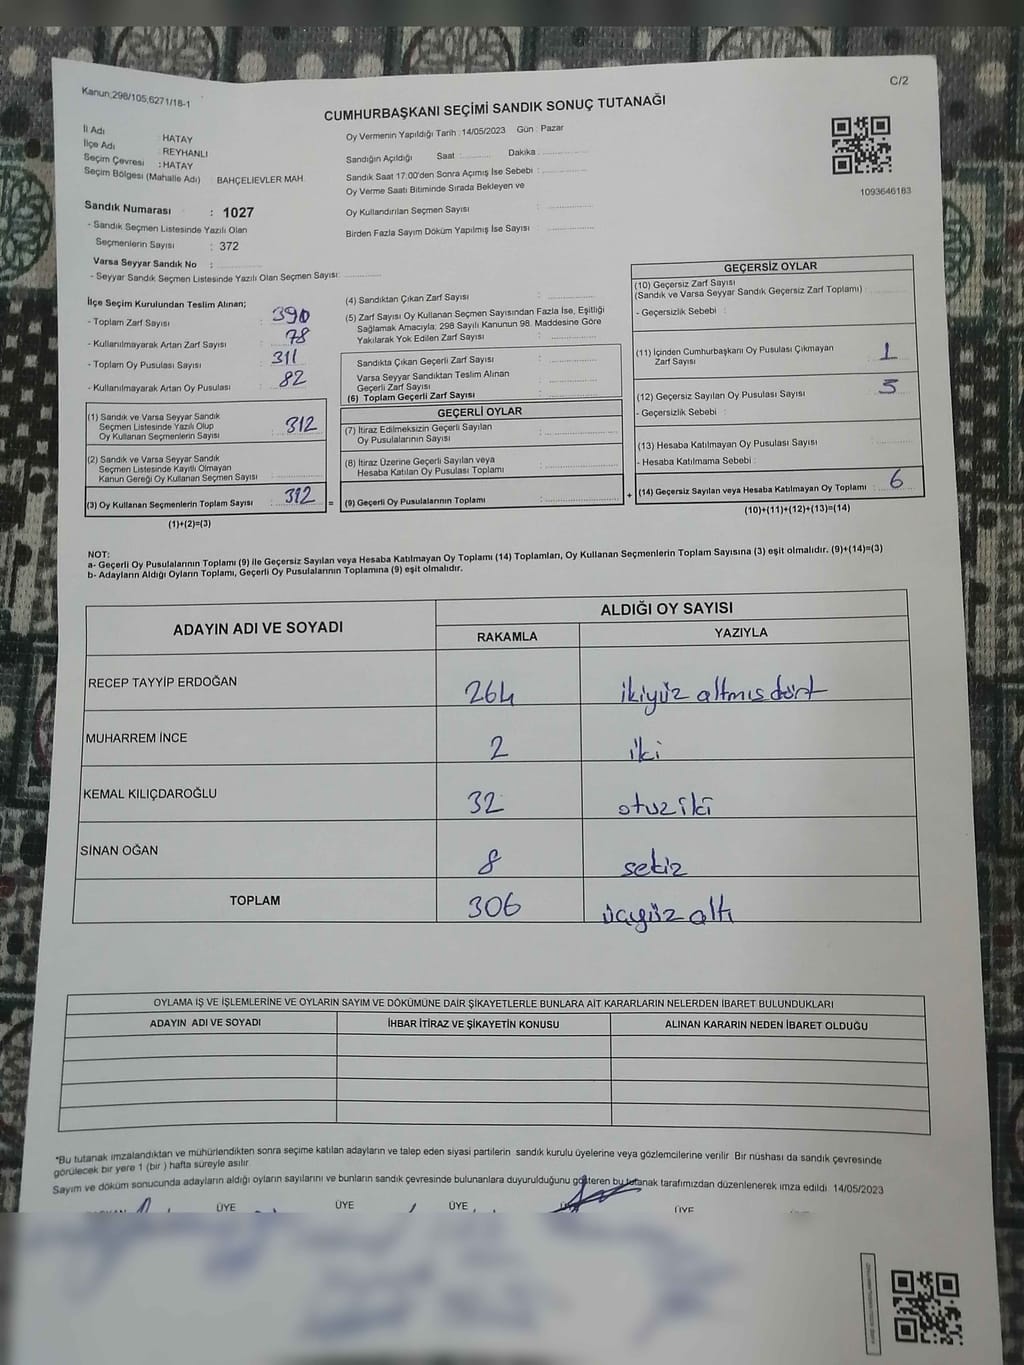 Kanun:298/105,6271/18-1
C/2
CUMHURBAŞKANI SEÇİMİ SANDIK SONUÇ TUTANAĞI
İl Adı : HATAY
İlçe Adı : REYHANLI
Seçim Çevresi : HATAY
Seçim Bölgesi (Mahalle Adı) : BAHÇELİEVLER MAH.
Sandık Numarası : 1027
- Sandık Seçmen Listesinde Yazılı Olan
Seçmenlerin Sayısı : 372
Varsa Seyyar Sandık No :
- Seyyar Sandık Seçmen Listesinde Yazılı Olan Seçmen Sayısı:
Oy Vermenin Yapıldığı Tarih : 14/05/2023 Gün : Pazar
Sandığın Açıldığı Saat : Dakika :
Sandık Saat 17:00'den Sonra Açımış İse Sebebi :
Oy Verme Saati Bitiminde Sırada Bekleyen ve
Oy Kullandırılan Seçmen Sayısı :
Birden Fazla Sayım Döküm Yapılmış İse Sayısı :
1093646163
İlçe Seçim Kurulundan Teslim Alınan;
- Toplam Zarf Sayısı : 390
- Kullanılmayarak Artan Zarf Sayısı : 78
- Toplam Oy Pusulası Sayısı : 311
- Kullanılmayarak Artan Oy Pusulası : 82
(1) Sandık ve Varsa Seyyar Sandık
Seçmen Listesinde Yazılı Olup
Oy Kullanan Seçmenlerin Sayısı : 312
(2) Sandık ve Varsa Seyyar Sandık
Seçmen Listesinde Kayıtlı Olmayan
Kanun Gereği Oy Kullanan Seçmen Sayısı :
(3) Oy Kullanan Seçmenlerin Toplam Sayısı : 312
(1)+(2)=(3)
(4) Sandıktan Çıkan Zarf Sayısı :
(5) Zarf Sayısı Oy Kullanan Seçmen Sayısından Fazla İse, Eşitliği
Sağlamak Amacıyla, 298 Sayılı Kanunun 98. Maddesine Göre
Yakılarak Yok Edilen Zarf Sayısı :
Sandıkta Çıkan Geçerli Zarf Sayısı :
Varsa Seyyar Sandıktan Teslim Alınan
Geçerli Zarf Sayısı :
(6) Toplam Geçerli Zarf Sayısı :
GEÇERLİ OYLAR
(7) İtiraz Edilmeksizin Geçerli Sayılan
Oy Pusulalarının Sayısı :
(8) İtiraz Üzerine Geçerli Sayılan veya
Hesaba Katılan Oy Pusulası Toplamı :
= (9) Geçerli Oy Pusulalarının Toplamı : +
GEÇERSİZ OYLAR
(10) Geçersiz Zarf Sayısı
(Sandık ve Varsa Seyyar Sandık Geçersiz Zarf Toplamı) :
- Geçersizlik Sebebi :
(11) İçinden Cumhurbaşkanı Oy Pusulası Çıkmayan
Zarf Sayısı : 1
(12) Geçersiz Sayılan Oy Pusulası Sayısı : 5
- Geçersizlik Sebebi :
(13) Hesaba Katılmayan Oy Pusulası Sayısı :
- Hesaba Katılmama Sebebi :
(14) Geçersiz Sayılan veya Hesaba Katılmayan Oy Toplamı : 6
(10)+(11)+(12)+(13)=(14)
NOT:
a- Geçerli Oy Pusulalarının Toplamı (9) ile Geçersiz Sayılan veya Hesaba Katılmayan Oy Toplamı (14) Toplamları, Oy Kullanan Seçmenlerin Toplam Sayısına (3) eşit olmalıdır. (9)+(14)=(3)
b- Adayların Aldığı Oyların Toplamı, Geçerli Oy Pusulalarının Toplamına (9) eşit olmalıdır.
ADAYIN ADI VE SOYADI
ALDIĞI OY SAYISI
RAKAMLA YAZIYLA
RECEP TAYYİP ERDOĞAN 264 ikiyüz altmış dört
MUHARREM İNCE 2 iki
KEMAL KILIÇDAROĞLU 32 otuz iki
SİNAN OĞAN 8 sekiz
TOPLAM 306 üçyüz altı
OYLAMA İŞ VE İŞLEMLERİNE VE OYLARIN SAYIM VE DÖKÜMÜNE DAİR ŞİKAYETLERLE BUNLARA AİT KARARLARIN NELERDEN İBARET BULUNDUKLARI
ADAYIN ADI VE SOYADI İHBAR İTİRAZ VE ŞİKAYETİN KONUSU ALINAN KARARIN NEDEN İBARET OLDUĞU
*Bu tutanak imzalandıktan ve mühürlendikten sonra seçime katılan adayların ve talep eden siyasi partilerin sandık kurulu üyelerine veya gözlemcilerine verilir Bir nüshası da sandık çevresinde
görülecek bir yere 1 (bir ) hafta süreyle asılır
Sayım ve döküm sonucunda adayların aldığı oyların sayılarını ve bunların sandık çevresinde bulunanlara duyurulduğunu gösteren bu tutanak tarafımızdan düzenlenerek imza edildi 14/05/2023
ÜYE ÜYE ÜYE ÜYE ÜYE